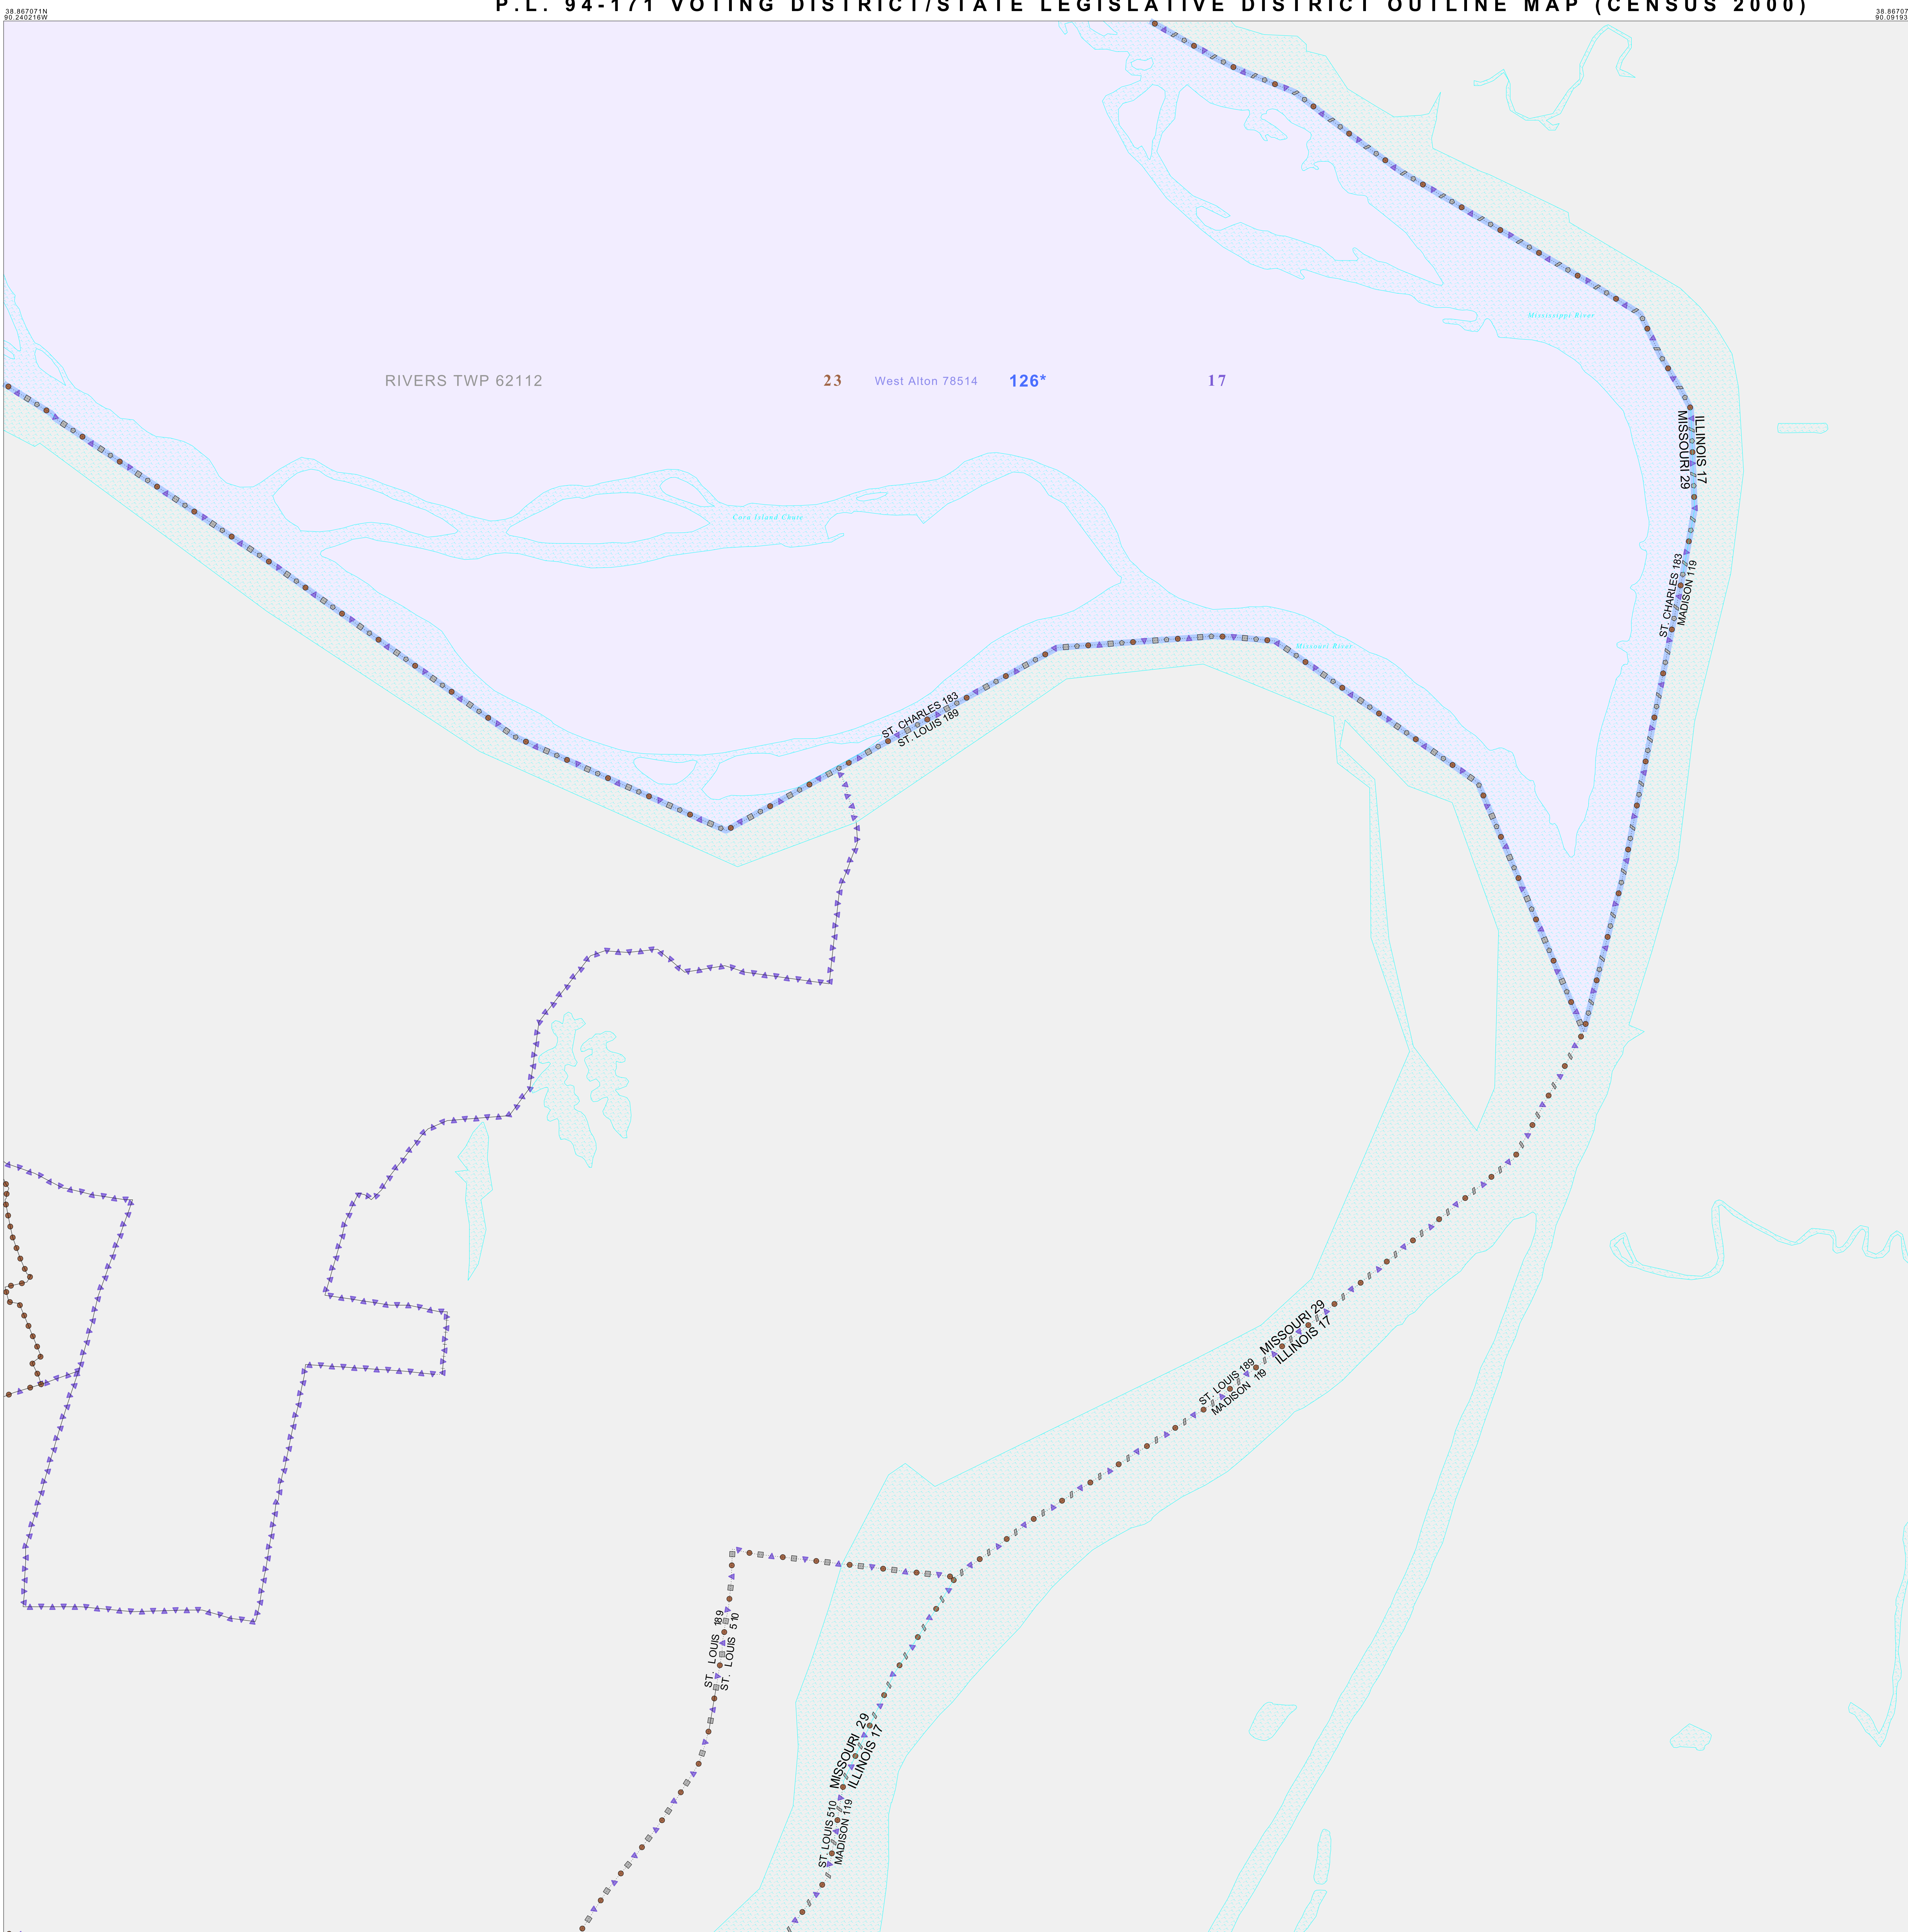 P.L. 94-171 VOTING DISTRICT/STATE LEGISLATIVE DISTRICT OUTLINE MAP (CENSUS 2000)
38.867071N
90.240216W
38.86707
90.09193
Mississippi River
RIVERS TWP 62112
23
West Alton 78514
126*
17
ILLINOIS 17
MISSOURI 29
Corn Island Chute
ST. CHARLES 183
MADISON 119
Missouri River
ST. CHARLES 183
ST. LOUIS 189
MISSOURI 29
ILLINOIS 17
ST. LOUIS 189
MADISON 119
ST. LOUIS 189
ST. LOUIS 510
MISSOURI 29
ILLINOIS 17
ST. LOUIS 510
MADISON 119